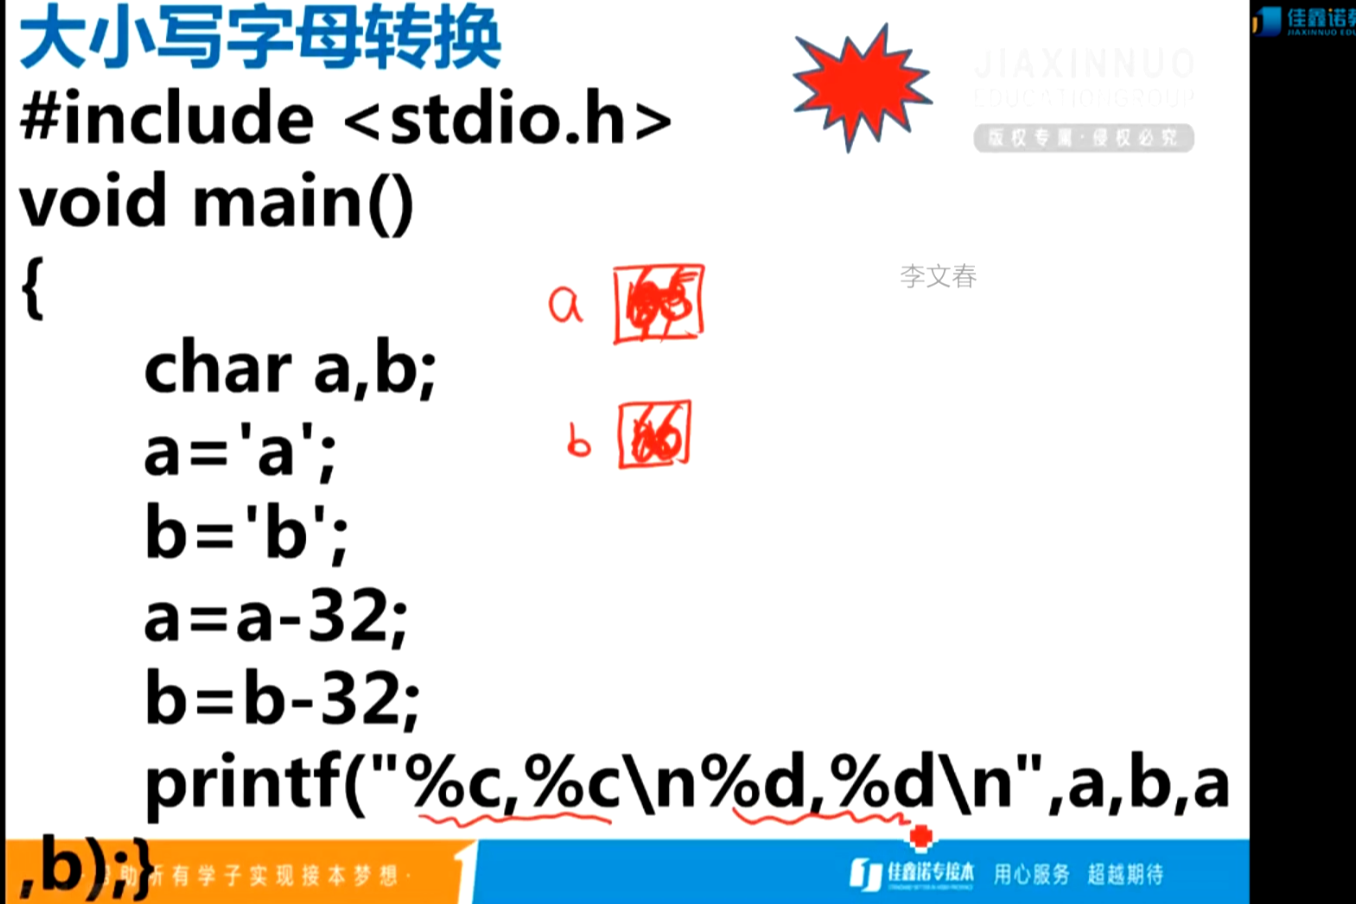 大小写字母转换
#include <stdio.h>
void main()
{
char a,b;
a='a';
b='b';
a=a-32;
b=b-32;
printf("%c,%c\n%d,%d\n",a,b,a
,b);}
a
b
JIAXINNUO
EDUCATIONGROUP
版权专属·侵权必究
李文春
佳鑫诺
JIAXINNUO EDU
助所有学子实现接本梦想·
佳鑫诺专接本
用心服务 超越期待